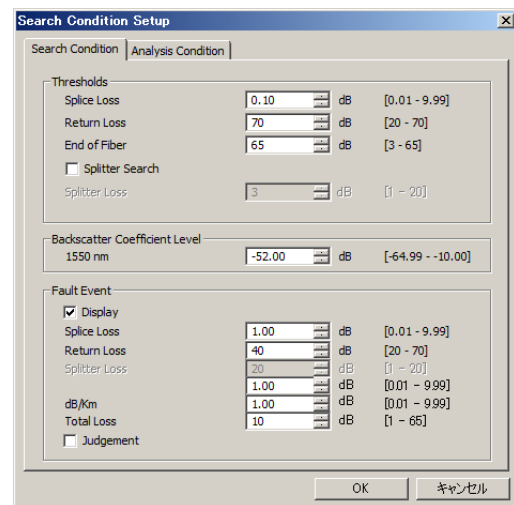 Search Condition Setup
Search Condition Analysis Condition
Thresholds
Splice Loss 0.10 dB [0.01 - 9.99]
Return Loss 70 dB [20 - 70]
End of Fiber 65 dB [3 - 65]
Splitter Search
Splitter Loss 3 dB [1 - 20]
Backscatter Coefficient Level
1550 nm -52.00 dB [-64.99 - -10.00]
Fault Event
Display
Splice Loss 1.00 dB [0.01 - 9.99]
Return Loss 40 dB [20 - 70]
Splitter Loss 20 dB [1 - 20]
1.00 dB [0.01 - 9.99]
dB/Km 1.00 dB [0.01 - 9.99]
Total Loss 10 dB [1 - 65]
Judgement
OK キャンセル